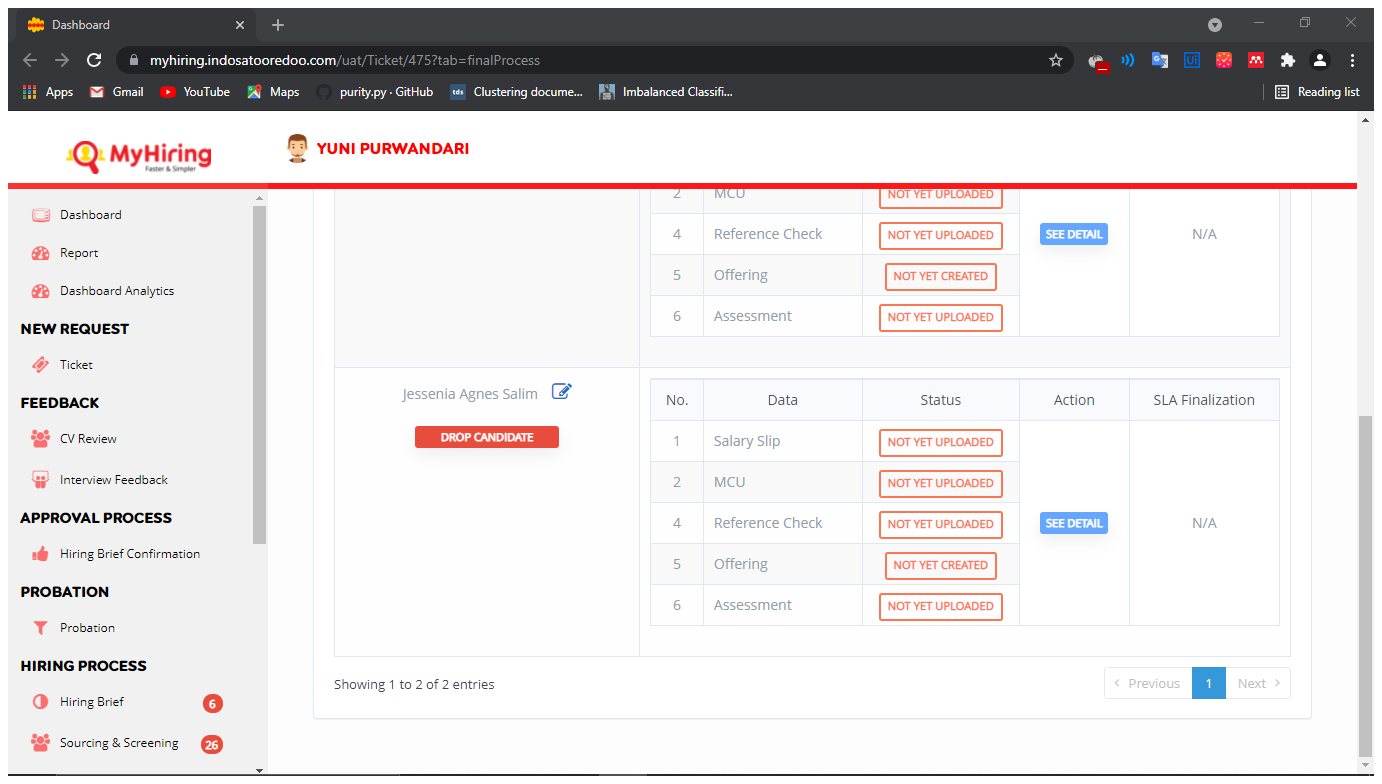 Dashboard
myhiring.indosatooredoo.com/uat/Ticket/475?tab=finalProcess
Apps Gmail YouTube Maps purity.py · GitHub tds Clustering docume... Imbalanced Classifi... Reading list
MyHiring
Faster & Simpler
YUNI PURWANDARI
Dashboard
Report
Dashboard Analytics
NEW REQUEST
Ticket
FEEDBACK
CV Review
Interview Feedback
APPROVAL PROCESS
Hiring Brief Confirmation
PROBATION
Probation
HIRING PROCESS
Hiring Brief 6
Sourcing & Screening 26
2 MCU NOT YET UPLOADED
4 Reference Check NOT YET UPLOADED SEE DETAIL N/A
5 Offering NOT YET CREATED
6 Assessment NOT YET UPLOADED
Jessenia Agnes Salim
DROP CANDIDATE
No. Data Status Action SLA Finalization
1 Salary Slip NOT YET UPLOADED
2 MCU NOT YET UPLOADED
4 Reference Check NOT YET UPLOADED SEE DETAIL N/A
5 Offering NOT YET CREATED
6 Assessment NOT YET UPLOADED
Showing 1 to 2 of 2 entries
Previous 1 Next